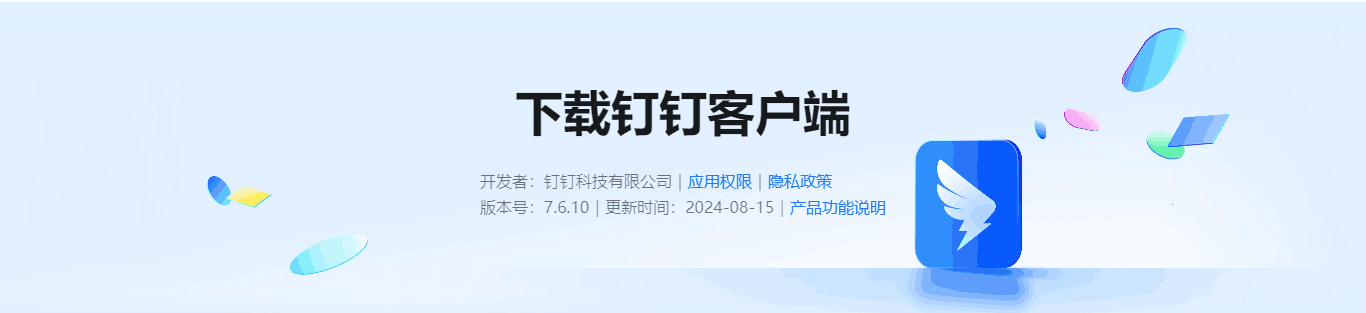 下载钉钉客户端
开发者：钉钉科技有限公司 | 应用权限 | 隐私政策
版本号：7.6.10 | 更新时间：2024-08-15 | 产品功能说明